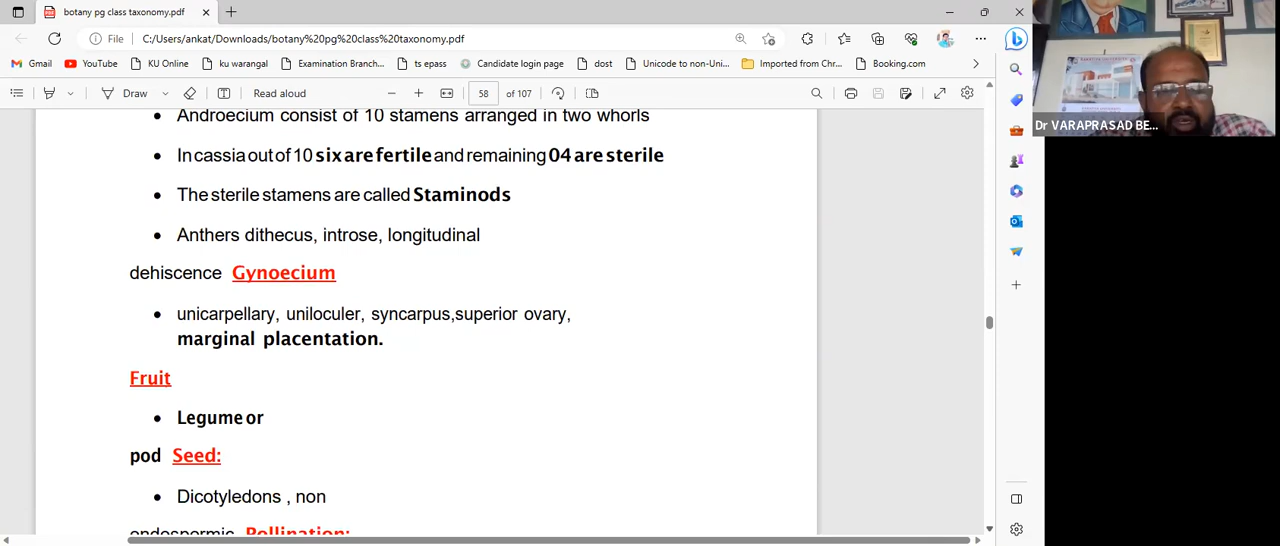 botany pg class taxonomy.pdf
File C:/Users/ankat/Downloads/botany%20pg%20class%20taxonomy.pdf
Gmail YouTube KU Online ku warangal Examination Branch... ts epass Candidate login page dost Unicode to non-Uni... Imported from Chr... Booking.com
Draw Read aloud 58 of 107
Dr VARAPRASAD BE...
• Androecium consist of 10 stamens arranged in two whorls
• In cassia out of 10 six are fertile and remaining 04 are sterile
• The sterile stamens are called Staminods
• Anthers dithecus, introse, longitudinal
dehiscence Gynoecium
• unicarpellary, uniloculer, syncarpus,superior ovary,
marginal placentation.
Fruit
• Legume or
pod Seed:
• Dicotyledons , non
endospermic Pollination: